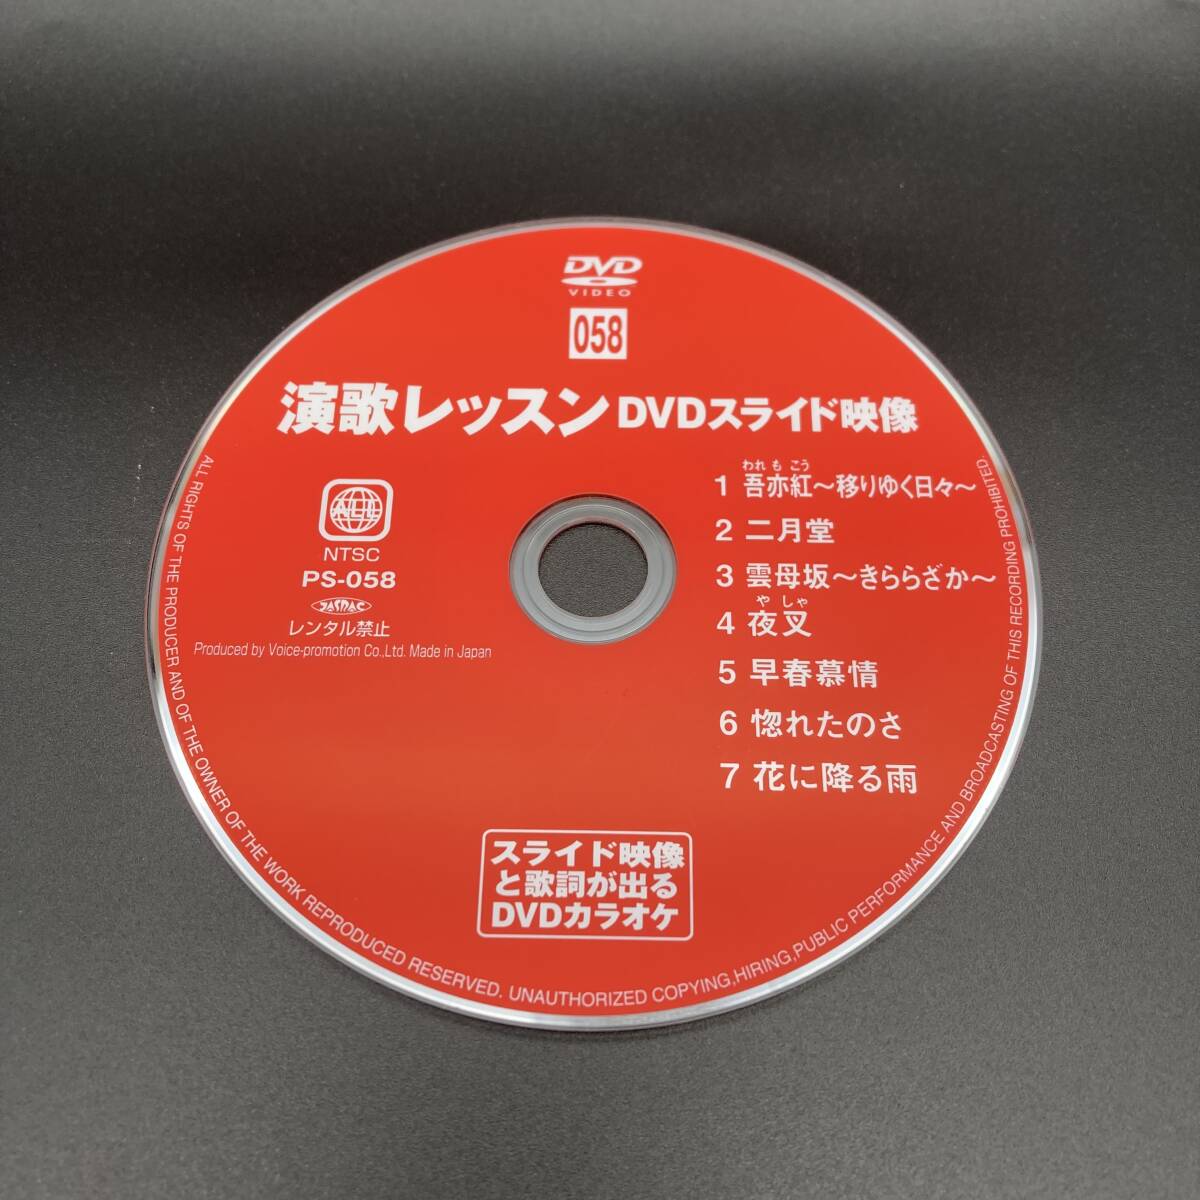 DVD
VIDEO
058
演歌レッスン DVDスライド映像
ALL
NTSC
PS-058
JASRAC
レンタル禁止
Produced by Voice-promotion Co.,Ltd. Made in Japan
われ も こう
1 吾亦紅〜移りゆく日々〜
2 二月堂
3 雲母坂〜きららざか〜
や しゃ
4 夜叉
5 早春慕情
6 惚れたのさ
7 花に降る雨
スライド映像
と歌詞が出る
DVDカラオケ
ALL RIGHTS OF THE PRODUCER AND OF THE OWNER OF THE WORK REPRODUCED RESERVED. UNAUTHORIZED COPYING,HIRING,PUBLIC PERFORMANCE AND BROADCASTING OF THIS RECORDING PROHIBITED.